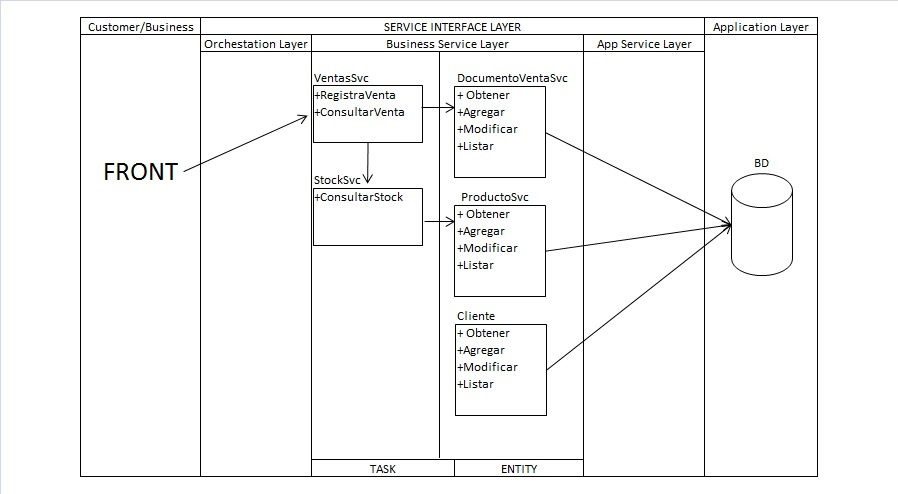 Customer/Business
SERVICE INTERFACE LAYER
Application Layer
Orchestation Layer
Business Service Layer
App Service Layer
FRONT
VentasSvc
+RegistraVenta
+ConsultarVenta
StockSvc
+ConsultarStock
DocumentoVentaSvc
+ Obtener
+Agregar
+Modificar
+Listar
ProductoSvc
+ Obtener
+Agregar
+Modificar
+Listar
Cliente
+ Obtener
+Agregar
+Modificar
+Listar
BD
TASK
ENTITY